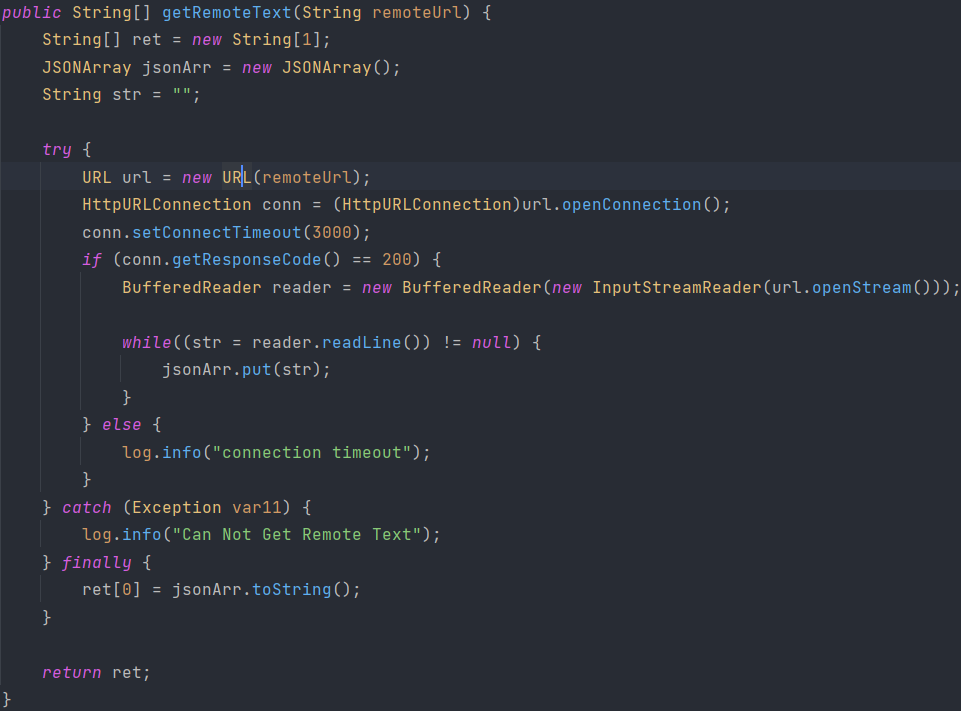 public String[] getRemoteText(String remoteUrl) {
    String[] ret = new String[1];
    JSONArray jsonArr = new JSONArray();
    String str = "";

    try {
        URL url = new URL(remoteUrl);
        HttpURLConnection conn = (HttpURLConnection)url.openConnection();
        conn.setConnectTimeout(3000);
        if (conn.getResponseCode() == 200) {
            BufferedReader reader = new BufferedReader(new InputStreamReader(url.openStream()));

            while((str = reader.readLine()) != null) {
                jsonArr.put(str);
            }
        } else {
            log.info("connection timeout");
        }
    } catch (Exception var11) {
        log.info("Can Not Get Remote Text");
    } finally {
        ret[0] = jsonArr.toString();
    }

    return ret;
}